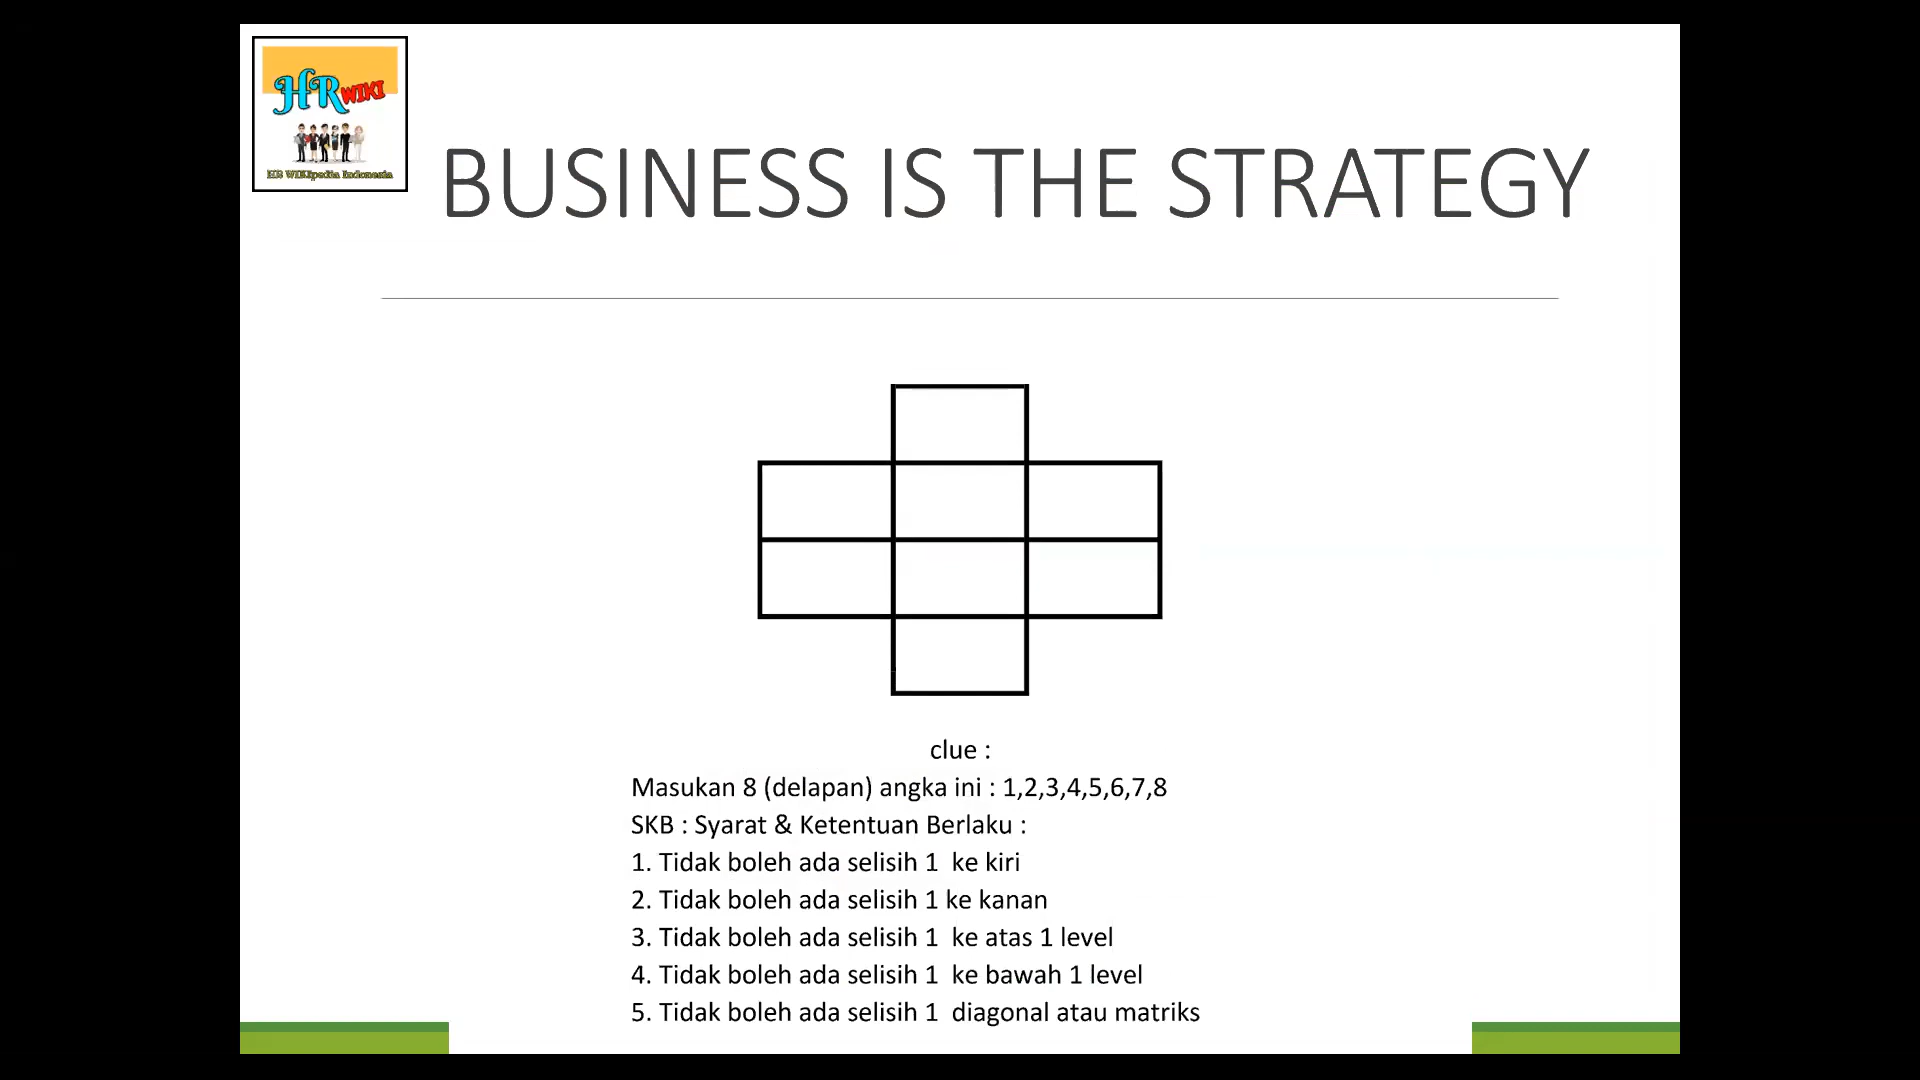 HR WIKI
HR WIKIpedia Indonesia
BUSINESS IS THE STRATEGY
clue :
Masukan 8 (delapan) angka ini : 1,2,3,4,5,6,7,8
SKB : Syarat & Ketentuan Berlaku :
1. Tidak boleh ada selisih 1  ke kiri
2. Tidak boleh ada selisih 1 ke kanan
3. Tidak boleh ada selisih 1  ke atas 1 level
4. Tidak boleh ada selisih 1  ke bawah 1 level
5. Tidak boleh ada selisih 1  diagonal atau matriks